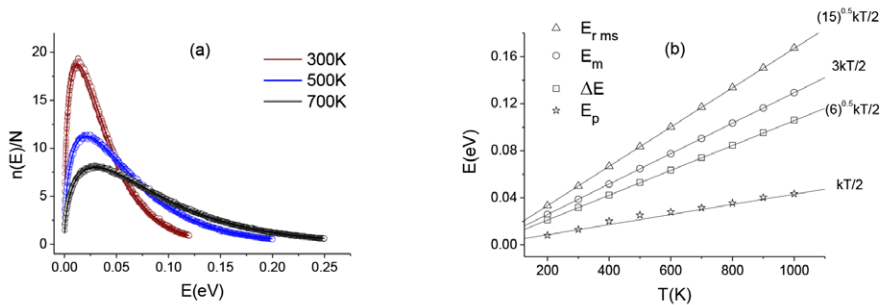 (a)
300K
500K
700K
n(E)/N
20
15
10
5
0
0.00 0.05 0.10 0.15 0.20 0.25
E(eV)
(b)
E_r ms
E_m
ΔE
E_p
(15)^0.5kT/2
3kT/2
(6)^0.5kT/2
kT/2
E(eV)
0.16
0.12
0.08
0.04
0.00
200 400 600 800 1000
T(K)